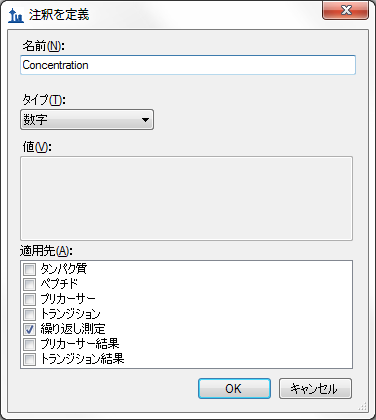 注釈を定義
名前(N):
Concentration
タイプ(T):
数字
値(V):
適用先(A):
タンパク質
ペプチド
プリカーサー
トランジション
繰り返し測定
プリカーサー結果
トランジション結果
OK
キャンセル